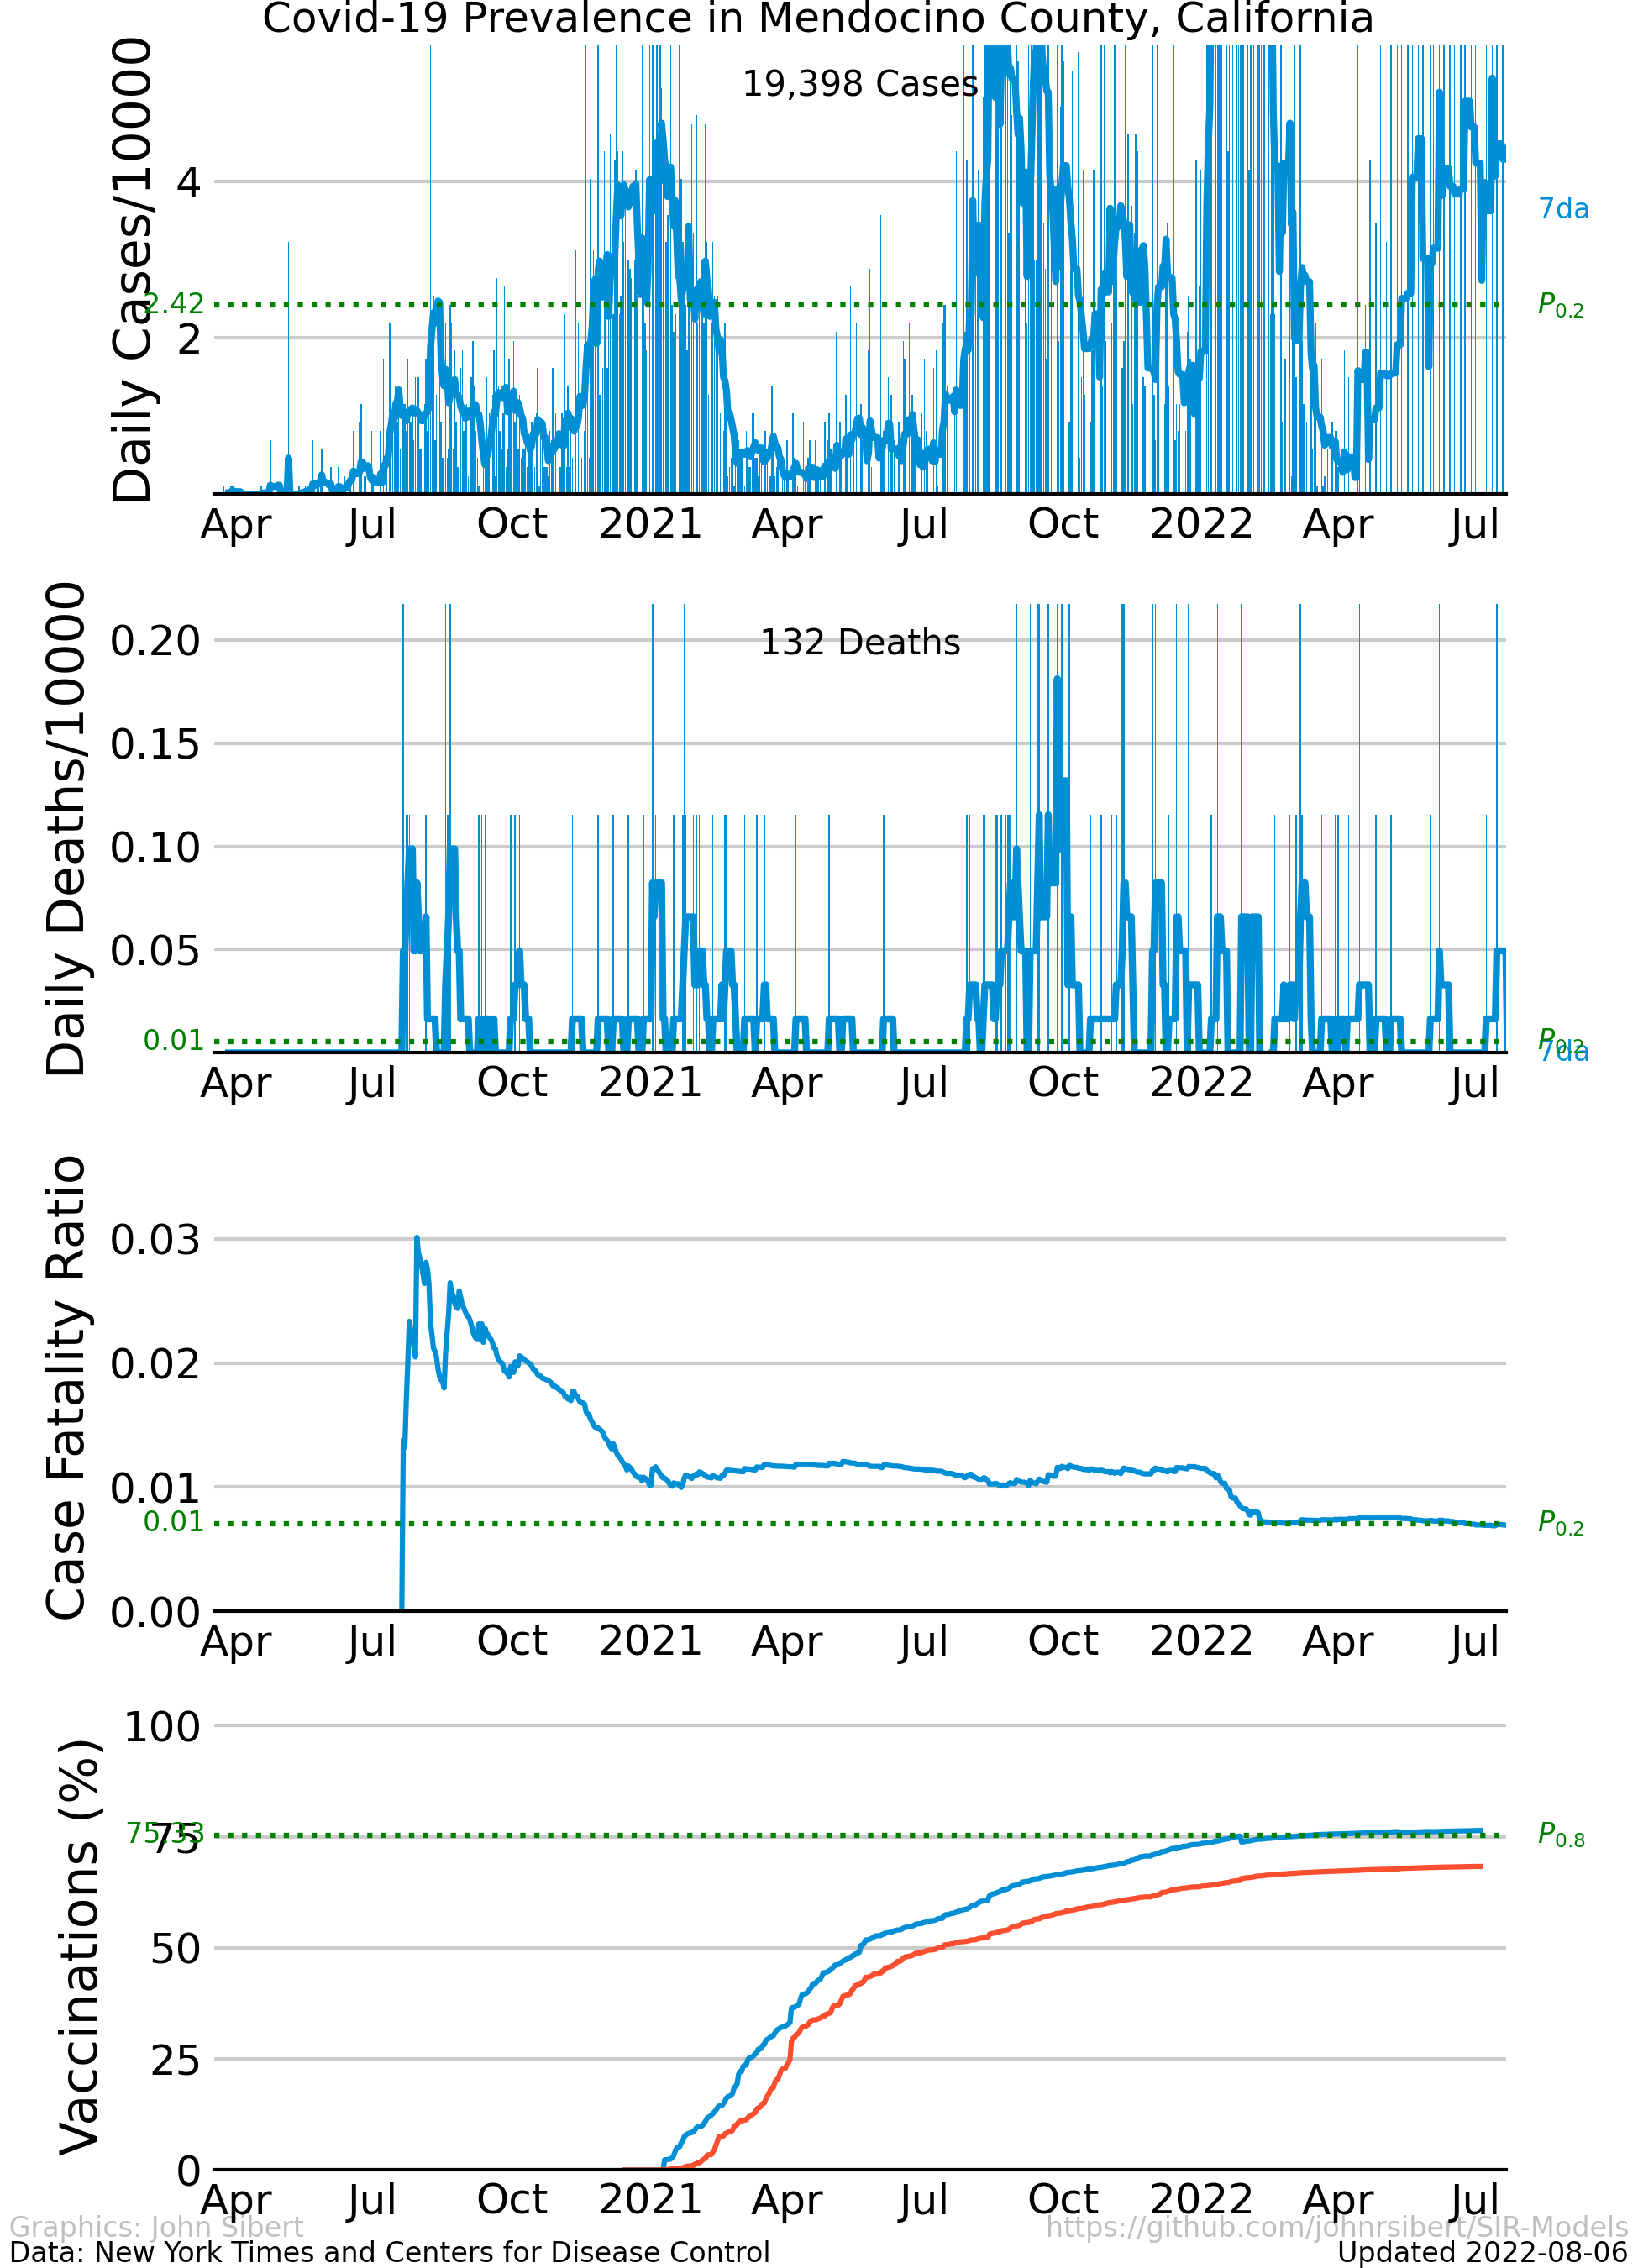 Covid-19 Prevalence in Mendocino County, California
Daily Cases/10000
19,398 Cases
4
7da
2.42
P0.2
2
Apr Jul Oct 2021 Apr Jul Oct 2022 Apr Jul
Daily Deaths/10000
0.20
132 Deaths
0.15
0.10
0.05
0.01
P0.2
7da
Apr Jul Oct 2021 Apr Jul Oct 2022 Apr Jul
Case Fatality Ratio
0.03
0.02
0.01
0.01
P0.2
0.00
Apr Jul Oct 2021 Apr Jul Oct 2022 Apr Jul
Vaccinations (%)
100
75.33
75
P0.8
50
25
0
Apr Jul Oct 2021 Apr Jul Oct 2022 Apr Jul
Graphics: John Sibert https://github.com/johnrsibert/SIR-Models
Data: New York Times and Centers for Disease Control Updated 2022-08-06